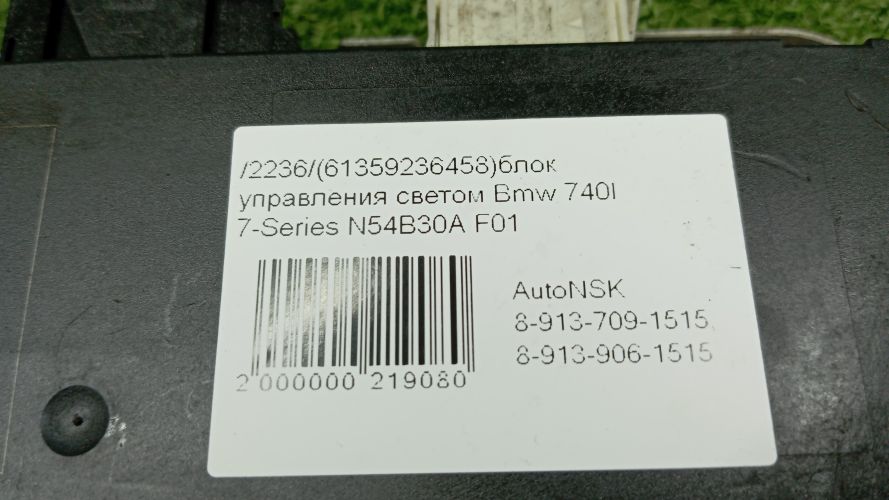 /2236/(61359236458)блок
управления светом Bmw 740I
7-Series N54B30A F01
AutoNSK
8-913-709-1515,
8-913-906-1515
2 000000 219080